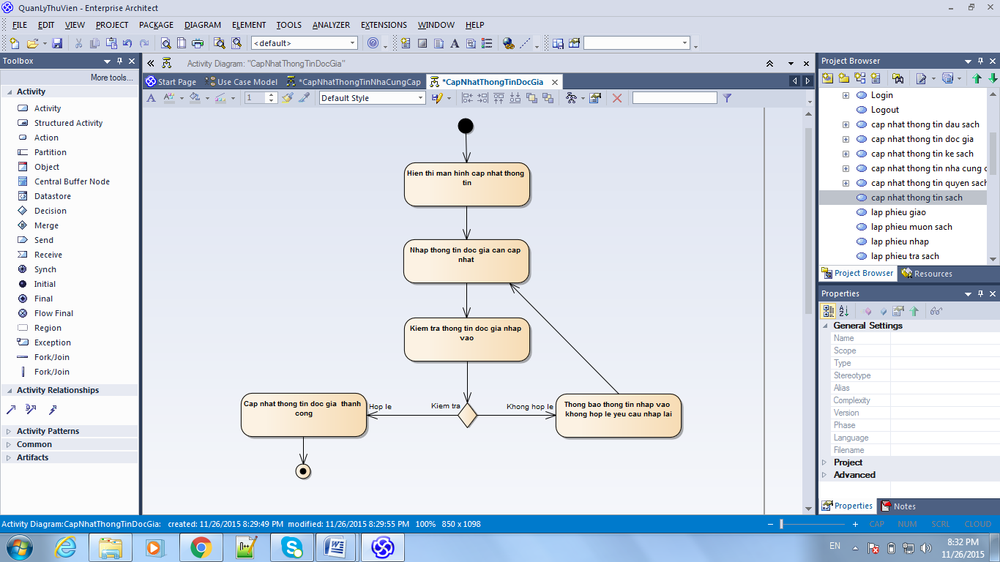 QuanLyThuVien - Enterprise Architect
FILE EDIT VIEW PROJECT PACKAGE DIAGRAM ELEMENT TOOLS ANALYZER EXTENSIONS WINDOW HELP
<default>
Toolbox
More tools...
Activity
Activity
Structured Activity
Action
Partition
Object
Central Buffer Node
Datastore
Decision
Merge
Send
Receive
Synch
Initial
Final
Flow Final
Region
Exception
Fork/Join
Fork/Join
Activity Relationships
Activity Patterns
Common
Artifacts
Activity Diagram: "CapNhatThongTinDocGia"
Start Page Use Case Model *CapNhatThongTinNhaCungCap *CapNhatThongTinDocGia
1 Default Style
Hien thi man hinh cap nhat thong
tin
Nhap thong tin doc gia can cap
nhat
Kiem tra thong tin doc gia nhap
vao
Kiem tra
Hop le
Khong hop le
Cap nhat thong tin doc gia thanh
cong
Thong bao thong tin nhap vao
khong hop le yeu cau nhap lai
Project Browser
Login
Logout
cap nhat thong tin dau sach
cap nhat thong tin doc gia
cap nhat thong tin ke sach
cap nhat thong tin nha cung c
cap nhat thong tin quyen sach
cap nhat thong tin sach
lap phieu giao
lap phieu muon sach
lap phieu nhap
lap phieu tra sach
Project Browser Resources
Properties
General Settings
Name
Scope
Type
Stereotype
Alias
Complexity
Version
Phase
Language
Filename
Project
Advanced
Properties Notes
Activity Diagram:CapNhatThongTinDocGia: created: 11/26/2015 8:29:49 PM modified: 11/26/2015 8:29:55 PM 100% 850 x 1098
CAP NUM SCRL CLOUD
EN
8:32 PM
11/26/2015